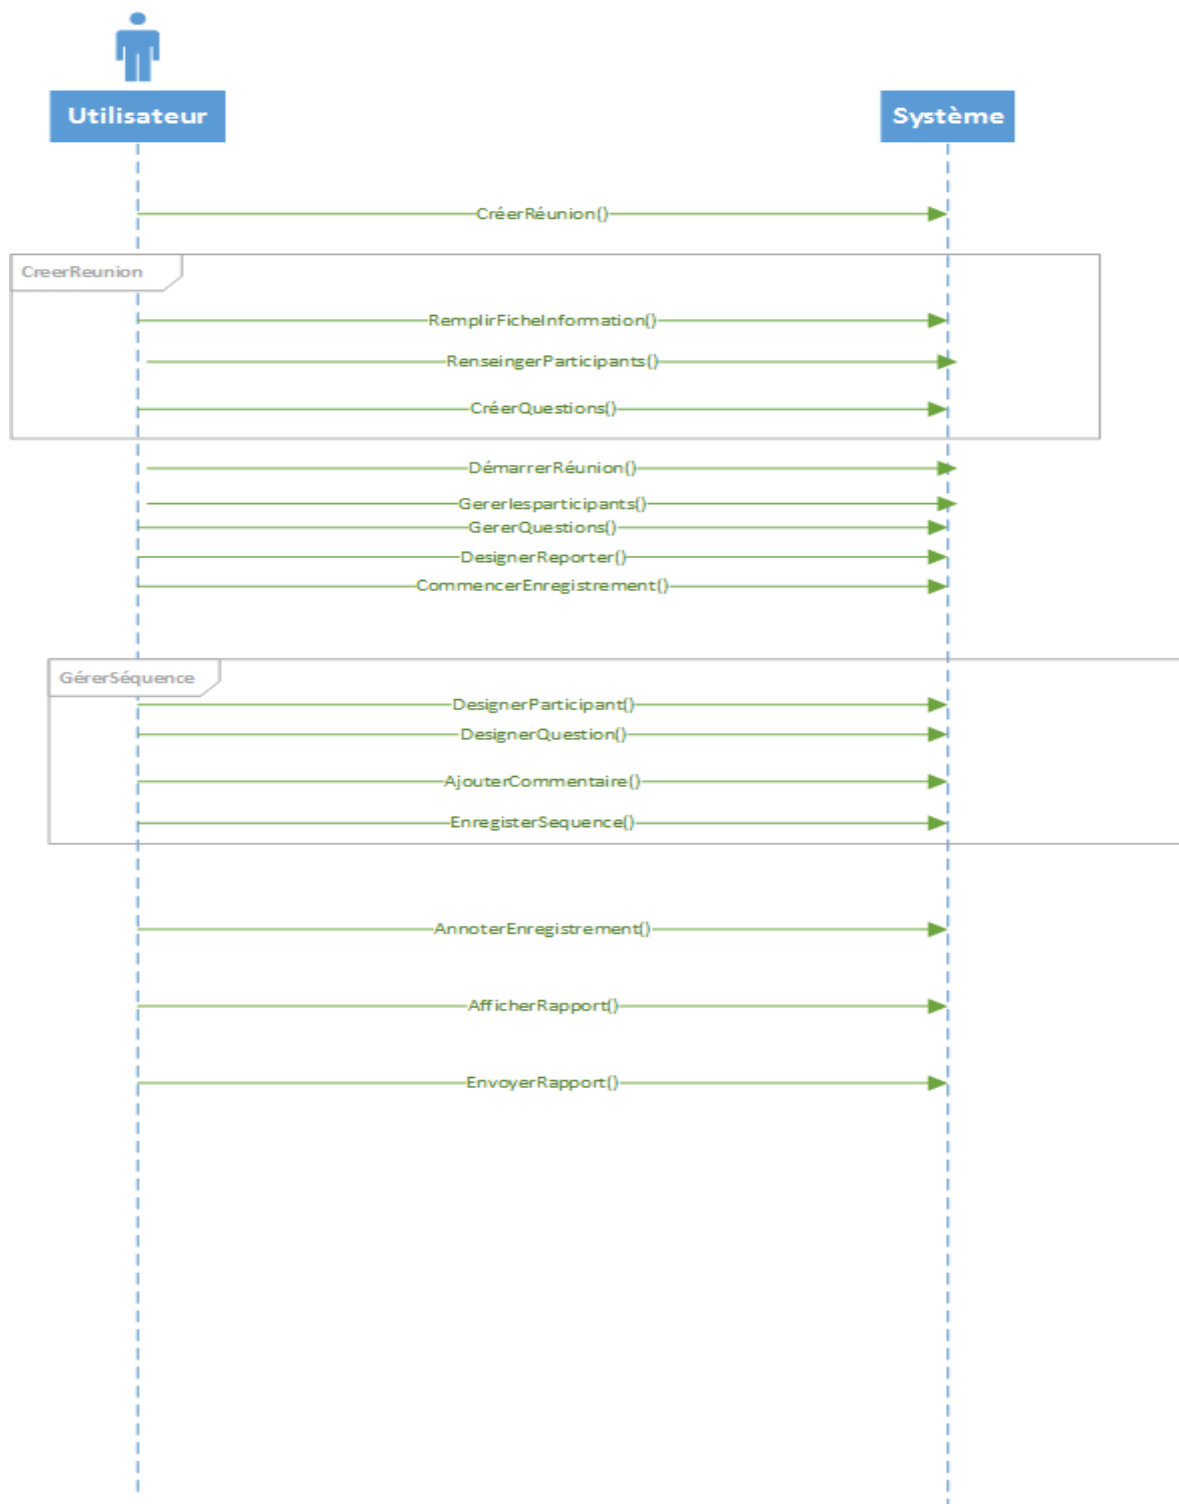 Utilisateur
Système
CréerRéunion()
CreerReunion
RemplirFicheInformation()
RenseingerParticipants()
CréerQuestions()
DémarrerRéunion()
Gererlesparticipants()
GererQuestions()
DesignerReporter()
CommencerEnregistrement()
GérerSéquence
DesignerParticipant()
DesignerQuestion()
AjouterCommentaire()
EnregisterSequence()
AnnoterEnregistrement()
AfficherRapport()
EnvoyerRapport()